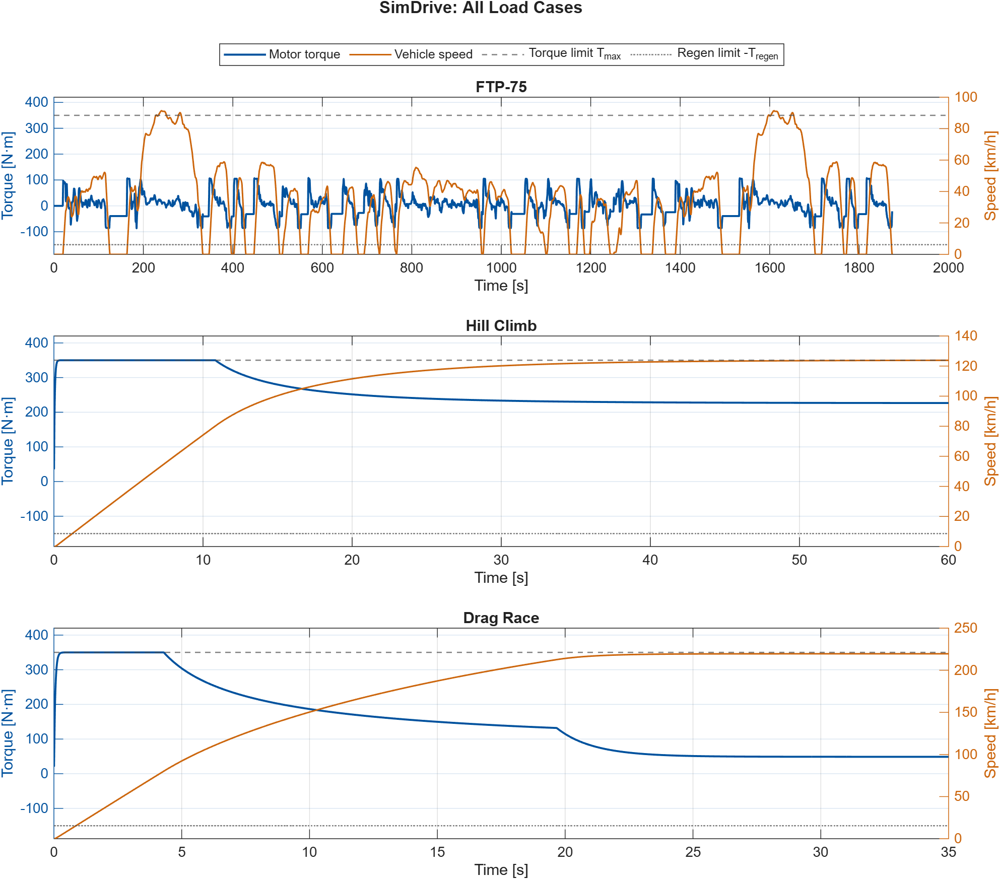 SimDrive: All Load Cases
Motor torque Vehicle speed Torque limit Tmax Regen limit -Tregen
FTP-75
400
300
200
100
0
-100
Torque [N·m]
100
80
60
40
20
0
Speed [km/h]
0 200 400 600 800 1000 1200 1400 1600 1800 2000
Time [s]
Hill Climb
400
300
200
100
0
-100
Torque [N·m]
140
120
100
80
60
40
20
0
Speed [km/h]
0 10 20 30 40 50 60
Time [s]
Drag Race
400
300
200
100
0
-100
Torque [N·m]
250
200
150
100
50
0
Speed [km/h]
0 5 10 15 20 25 30 35
Time [s]